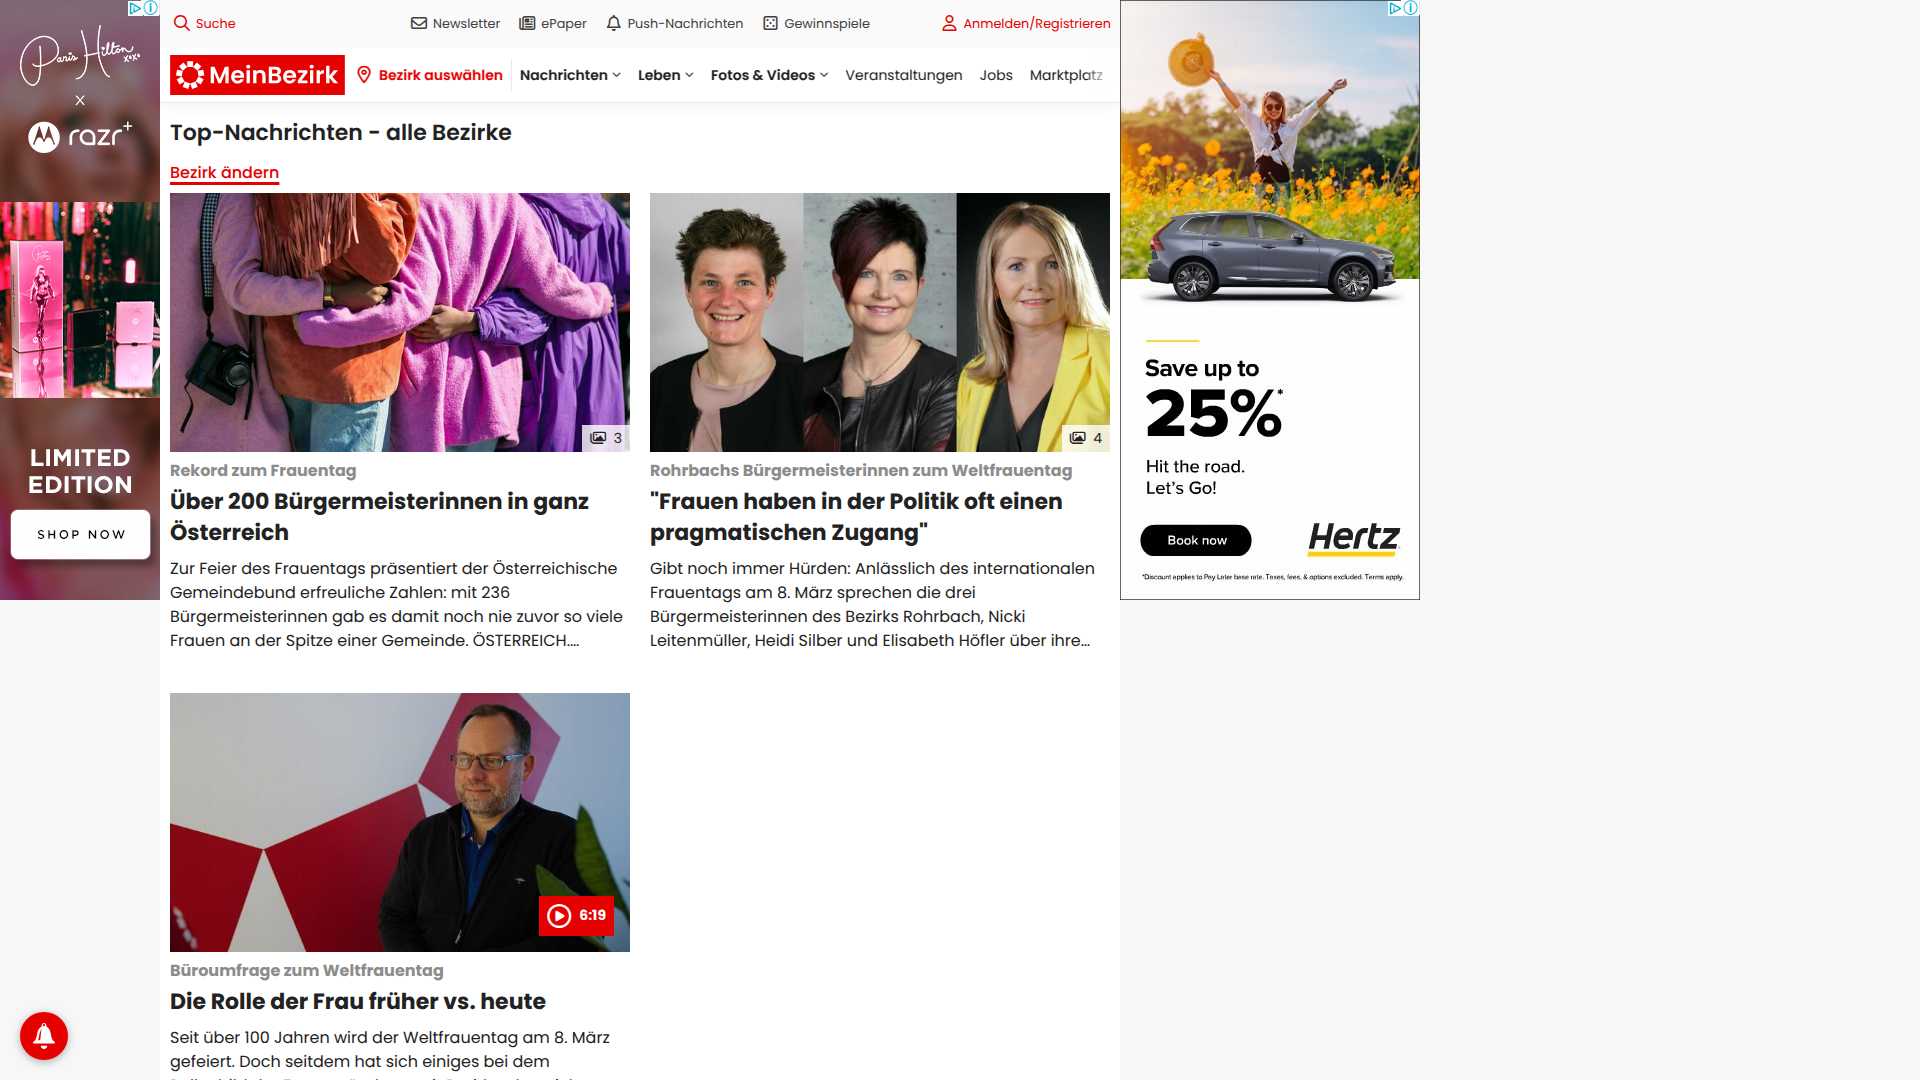 Suche
Newsletter
ePaper
Push-Nachrichten
Gewinnspiele
Anmelden/Registrieren
MeinBezirk
Bezirk auswählen
Nachrichten
Leben
Fotos & Videos
Veranstaltungen
Jobs
Marktplatz
Paris Hilton
xoxo
X
razr+
LIMITED
EDITION
SHOP NOW
Top-Nachrichten - alle Bezirke
Bezirk ändern
3
Rekord zum Frauentag
Über 200 Bürgermeisterinnen in ganz
Österreich
Zur Feier des Frauentags präsentiert der Österreichische
Gemeindebund erfreuliche Zahlen: mit 236
Bürgermeisterinnen gab es damit noch nie zuvor so viele
Frauen an der Spitze einer Gemeinde. ÖSTERREICH....
4
Rohrbachs Bürgermeisterinnen zum Weltfrauentag
"Frauen haben in der Politik oft einen
pragmatischen Zugang"
Gibt noch immer Hürden: Anlässlich des internationalen
Frauentags am 8. März sprechen die drei
Bürgermeisterinnen des Bezirks Rohrbach, Nicki
Leitenmüller, Heidi Silber und Elisabeth Höfler über ihre...
6:19
Büroumfrage zum Weltfrauentag
Die Rolle der Frau früher vs. heute
Seit über 100 Jahren wird der Weltfrauentag am 8. März
gefeiert. Doch seitdem hat sich einiges bei dem
Save up to
25%*
Hit the road.
Let's Go!
Book now
Hertz
*Discount applies to Pay Later base rate. Taxes, fees, & options excluded. Terms apply.